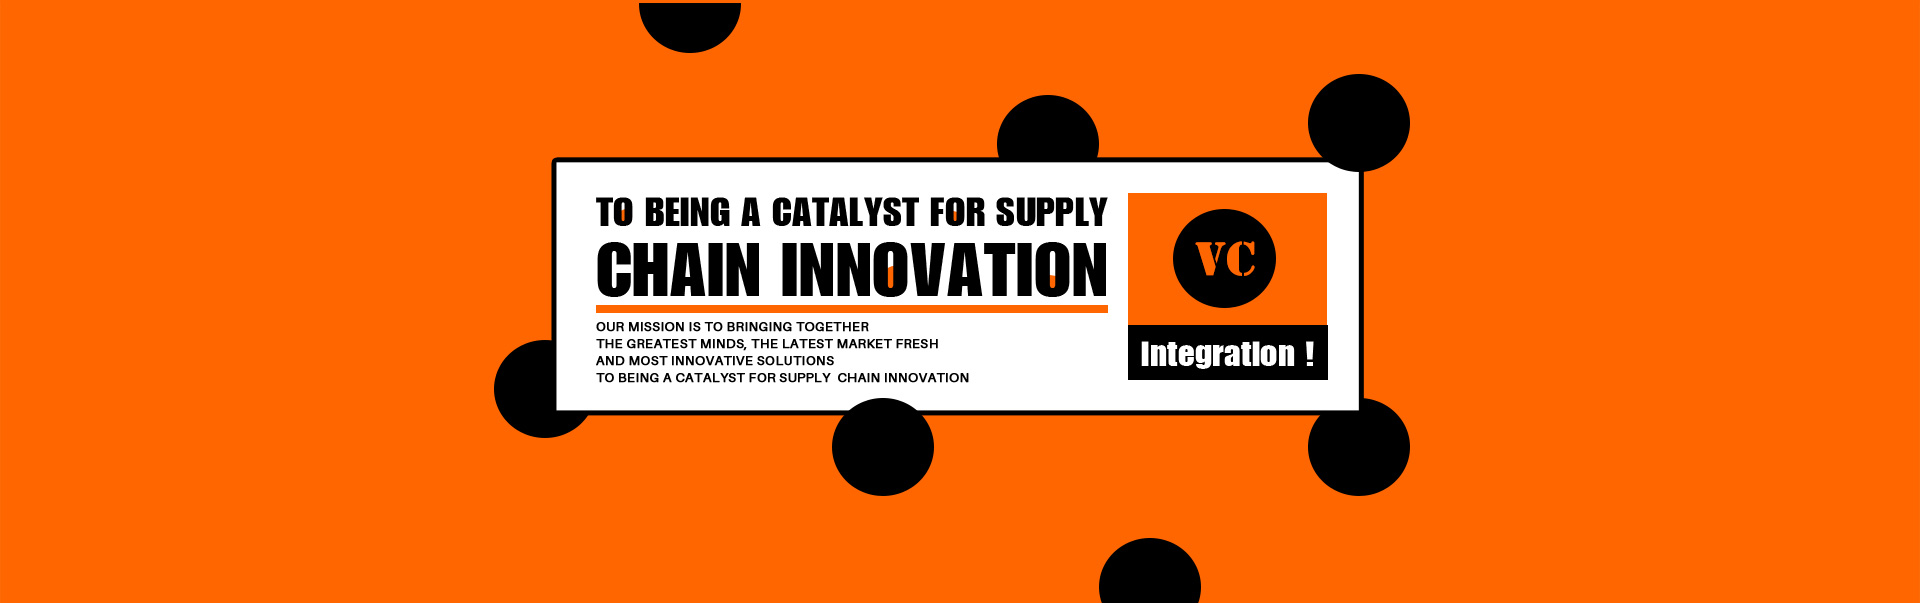 TO BEING A CATALYST FOR SUPPLY
CHAIN INNOVATION
OUR MISSION IS TO BRINGING TOGETHER
THE GREATEST MINDS, THE LATEST MARKET FRESH
AND MOST INNOVATIVE SOLUTIONS
TO BEING A CATALYST FOR SUPPLY CHAIN INNOVATION
VC
Integration !